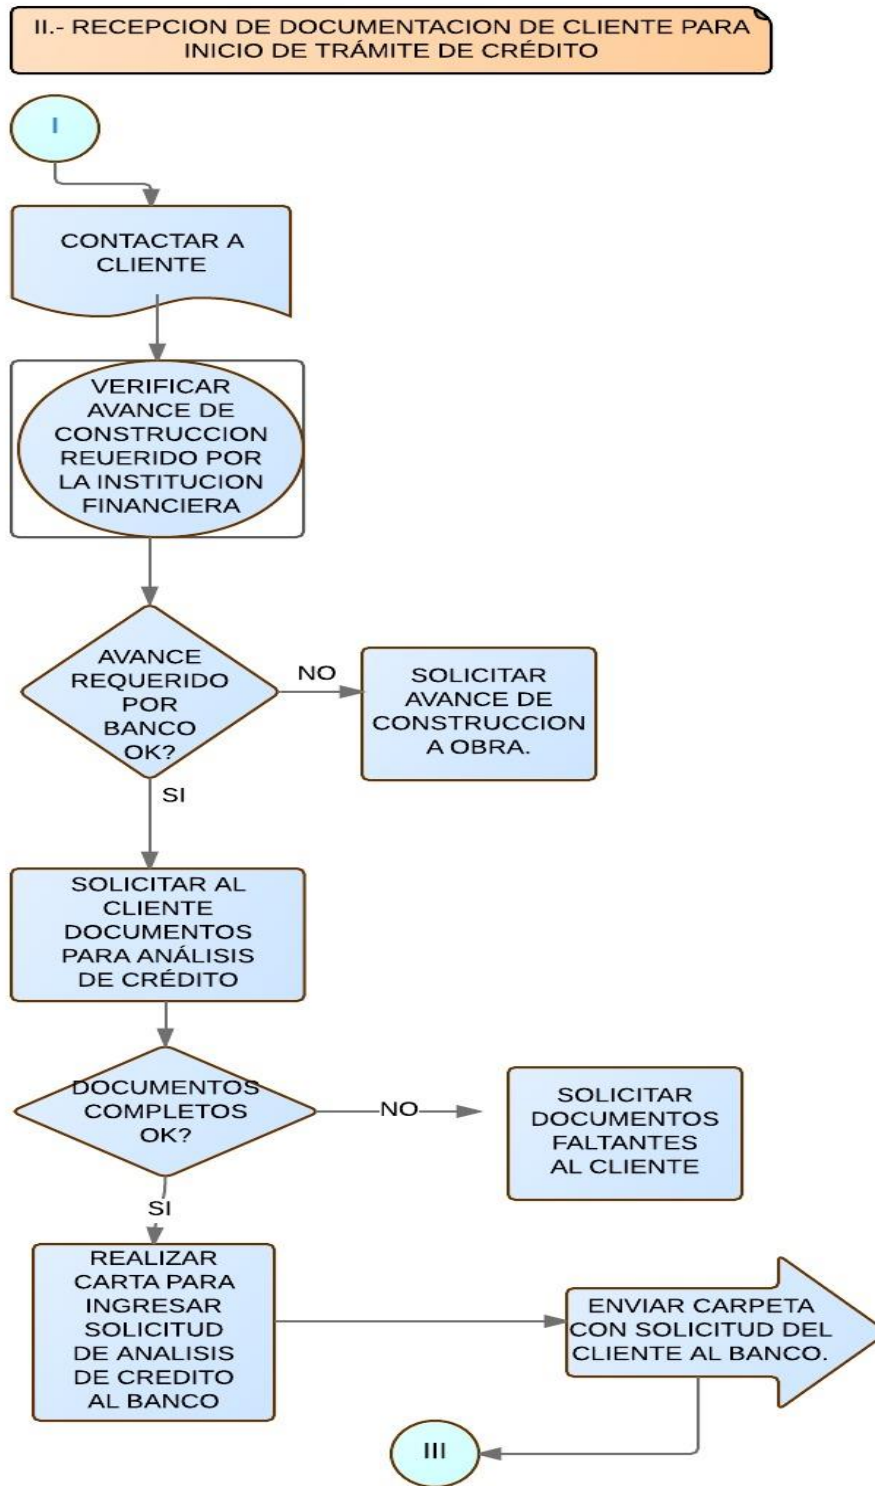 II.- RECEPCION DE DOCUMENTACION DE CLIENTE PARA
INICIO DE TRÁMITE DE CRÉDITO
I
CONTACTAR A
CLIENTE
VERIFICAR
AVANCE DE
CONSTRUCCION
REUERIDO POR
LA INSTITUCION
FINANCIERA
AVANCE
REQUERIDO
POR
BANCO
OK?
NO
SOLICITAR
AVANCE DE
CONSTRUCCION
A OBRA.
SI
SOLICITAR AL
CLIENTE
DOCUMENTOS
PARA ANÁLISIS
DE CRÉDITO
DOCUMENTOS
COMPLETOS
OK?
NO
SOLICITAR
DOCUMENTOS
FALTANTES
AL CLIENTE
SI
REALIZAR
CARTA PARA
INGRESAR
SOLICITUD
DE ANALISIS
DE CREDITO
AL BANCO
ENVIAR CARPETA
CON SOLICITUD DEL
CLIENTE AL BANCO.
III